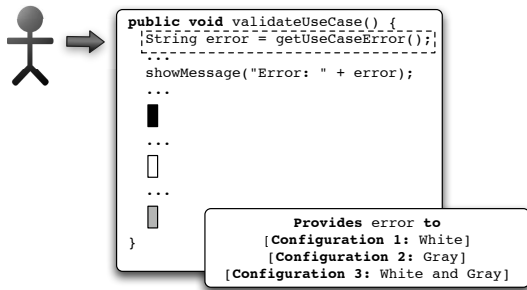 public void validateUseCase() {
String error = getUseCaseError();
...
showMessage("Error: " + error);
...
...
...
}
Provides error to
[Configuration 1: White]
[Configuration 2: Gray]
[Configuration 3: White and Gray]